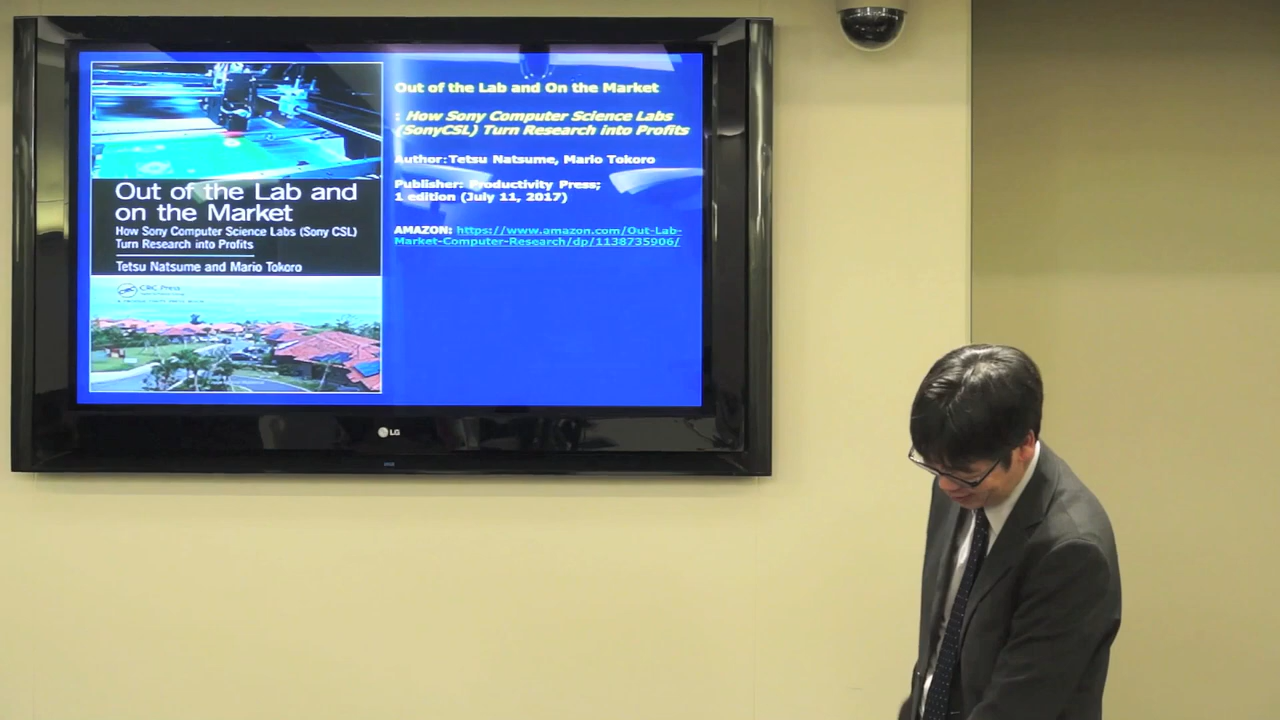 Out of the Lab and
on the Market
How Sony Computer Science Labs (Sony CSL)
Turn Research into Profits
Tetsu Natsume and Mario Tokoro
CRC Press
Out of the Lab and On the Market
: How Sony Computer Science Labs
(SonyCSL) Turn Research into Profits
Author:Tetsu Natsume, Mario Tokoro
Publisher: Productivity Press;
1 edition (July 11, 2017)
AMAZON: https://www.amazon.com/Out-Lab-
Market-Computer-Research/dp/1138735906/
LG